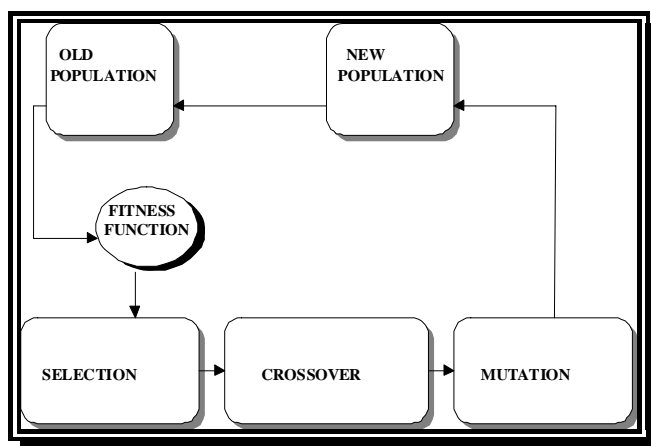 OLD
POPULATION
NEW
POPULATION
FITNESS
FUNCTION
SELECTION
CROSSOVER
MUTATION